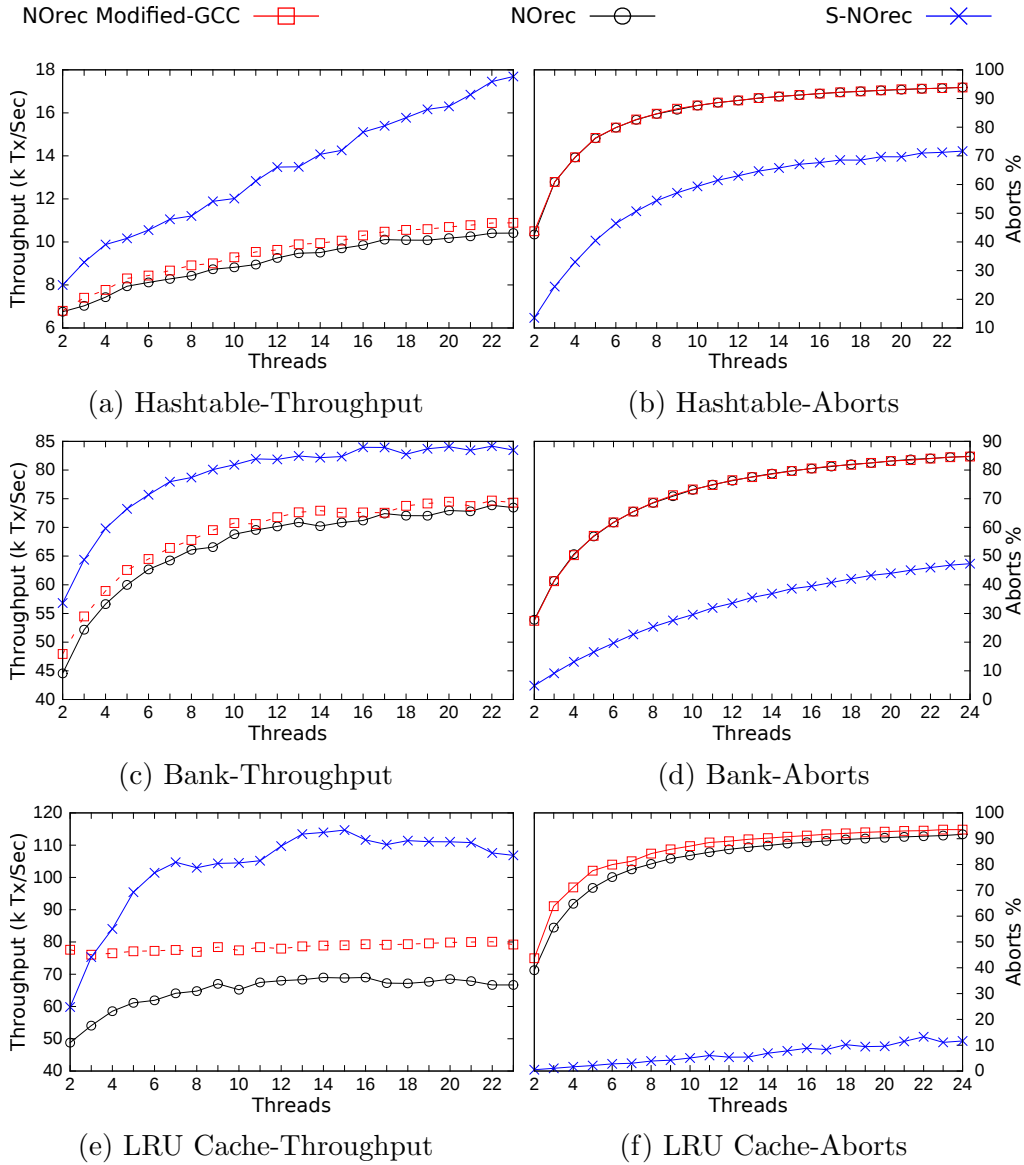 NOrec Modified-GCC NOrec S-NOrec
18
16
14
12
10
8
6
Throughput (k Tx/Sec)
2 4 6 8 10 12 14 16 18 20 22
Threads
(a) Hashtable-Throughput
100
90
80
70
60
50
40
30
20
10
Aborts %
2 4 6 8 10 12 14 16 18 20 22
Threads
(b) Hashtable-Aborts
85
80
75
70
65
60
55
50
45
40
Throughput (k Tx/Sec)
2 4 6 8 10 12 14 16 18 20 22
Threads
(c) Bank-Throughput
90
80
70
60
50
40
30
20
10
0
Aborts %
2 4 6 8 10 12 14 16 18 20 22 24
Threads
(d) Bank-Aborts
120
110
100
90
80
70
60
50
40
Throughput (k Tx/Sec)
2 4 6 8 10 12 14 16 18 20 22
Threads
(e) LRU Cache-Throughput
100
90
80
70
60
50
40
30
20
10
0
Aborts %
2 4 6 8 10 12 14 16 18 20 22 24
Threads
(f) LRU Cache-Aborts